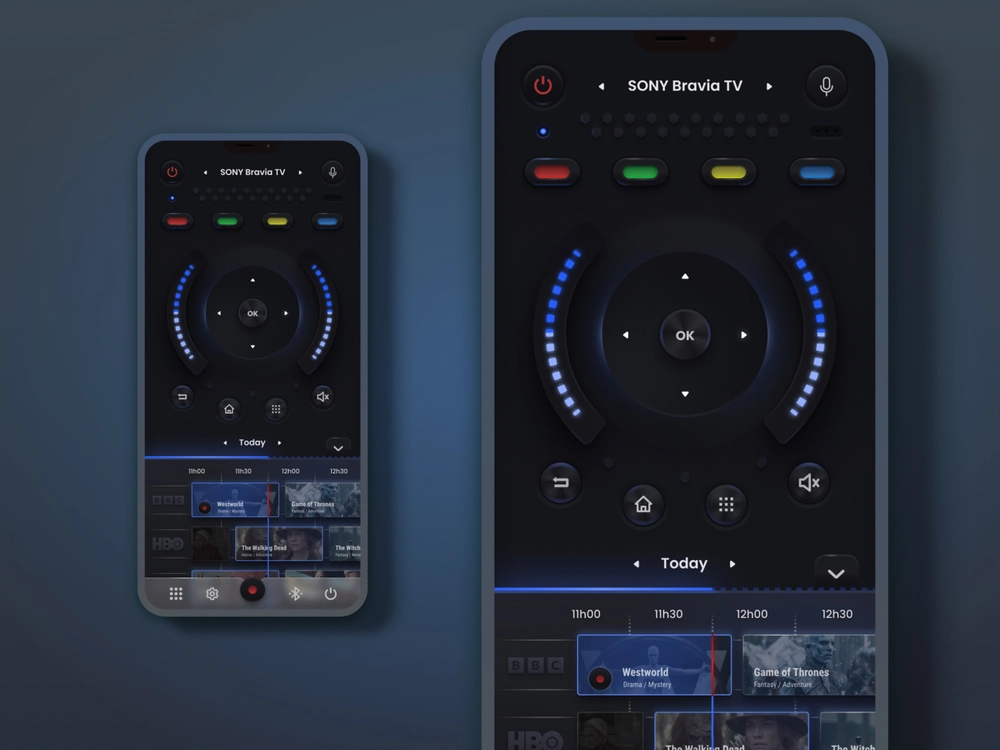 SONY Bravia TV
OK
Today
11h00 11h30 12h00 12h30
BBC
Westworld
Drama / Mystery
Game of Thrones
Fantasy / Adventure
HBO
The Walking Dead
Drama / Adventure
The Witch
SONY Bravia TV
OK
Today
11h00 11h30 12h00 12h30
BBC
Westworld
Drama / Mystery
Game of Thrones
Fantasy / Adventure
HBO
The Walking Dead
The Witch